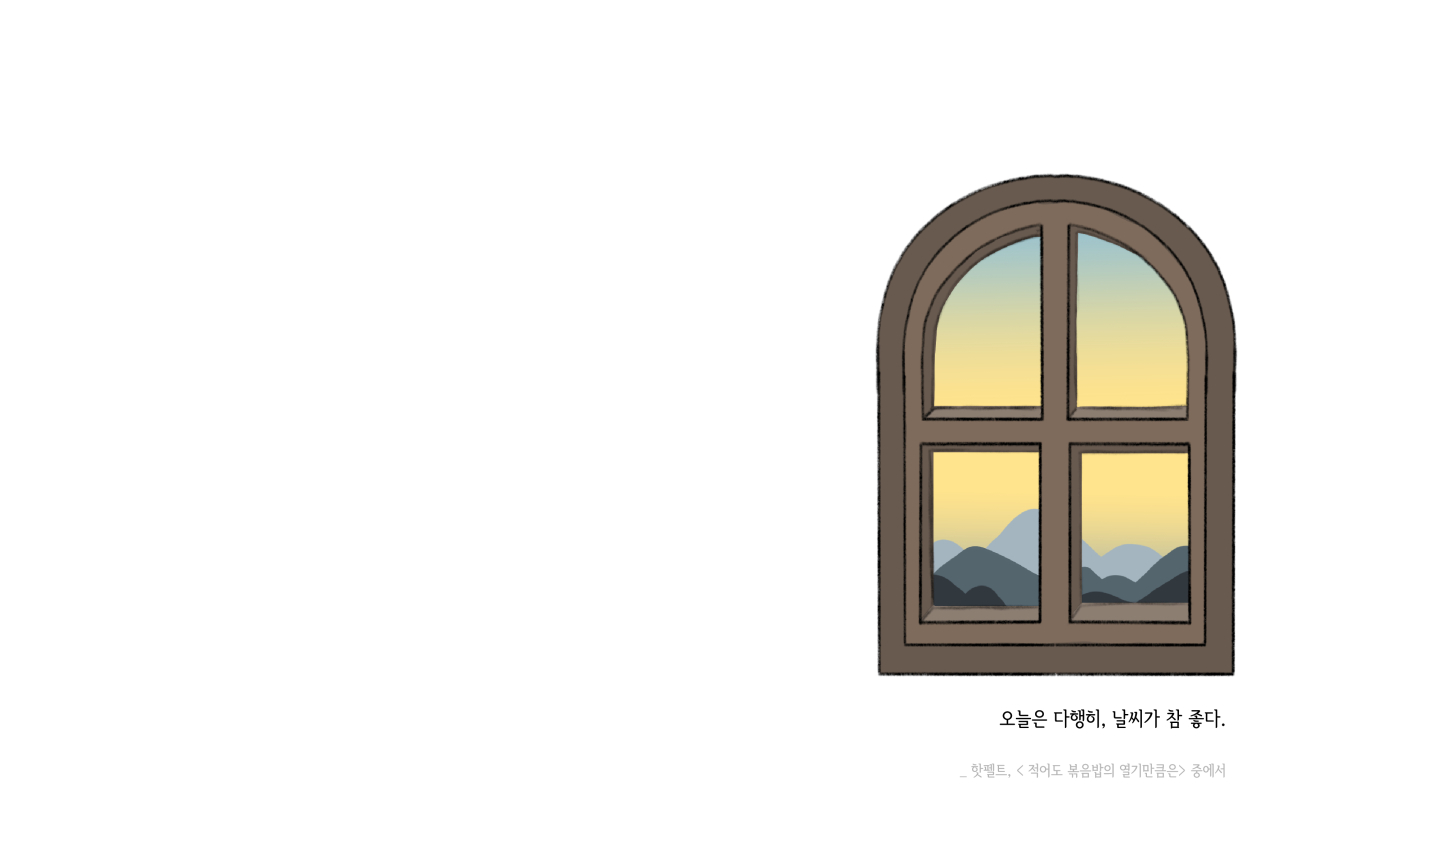 오늘은 다행히, 날씨가 참 좋다.
_ 핫펠트, < 적어도 볶음밥의 열기만큼은> 중에서